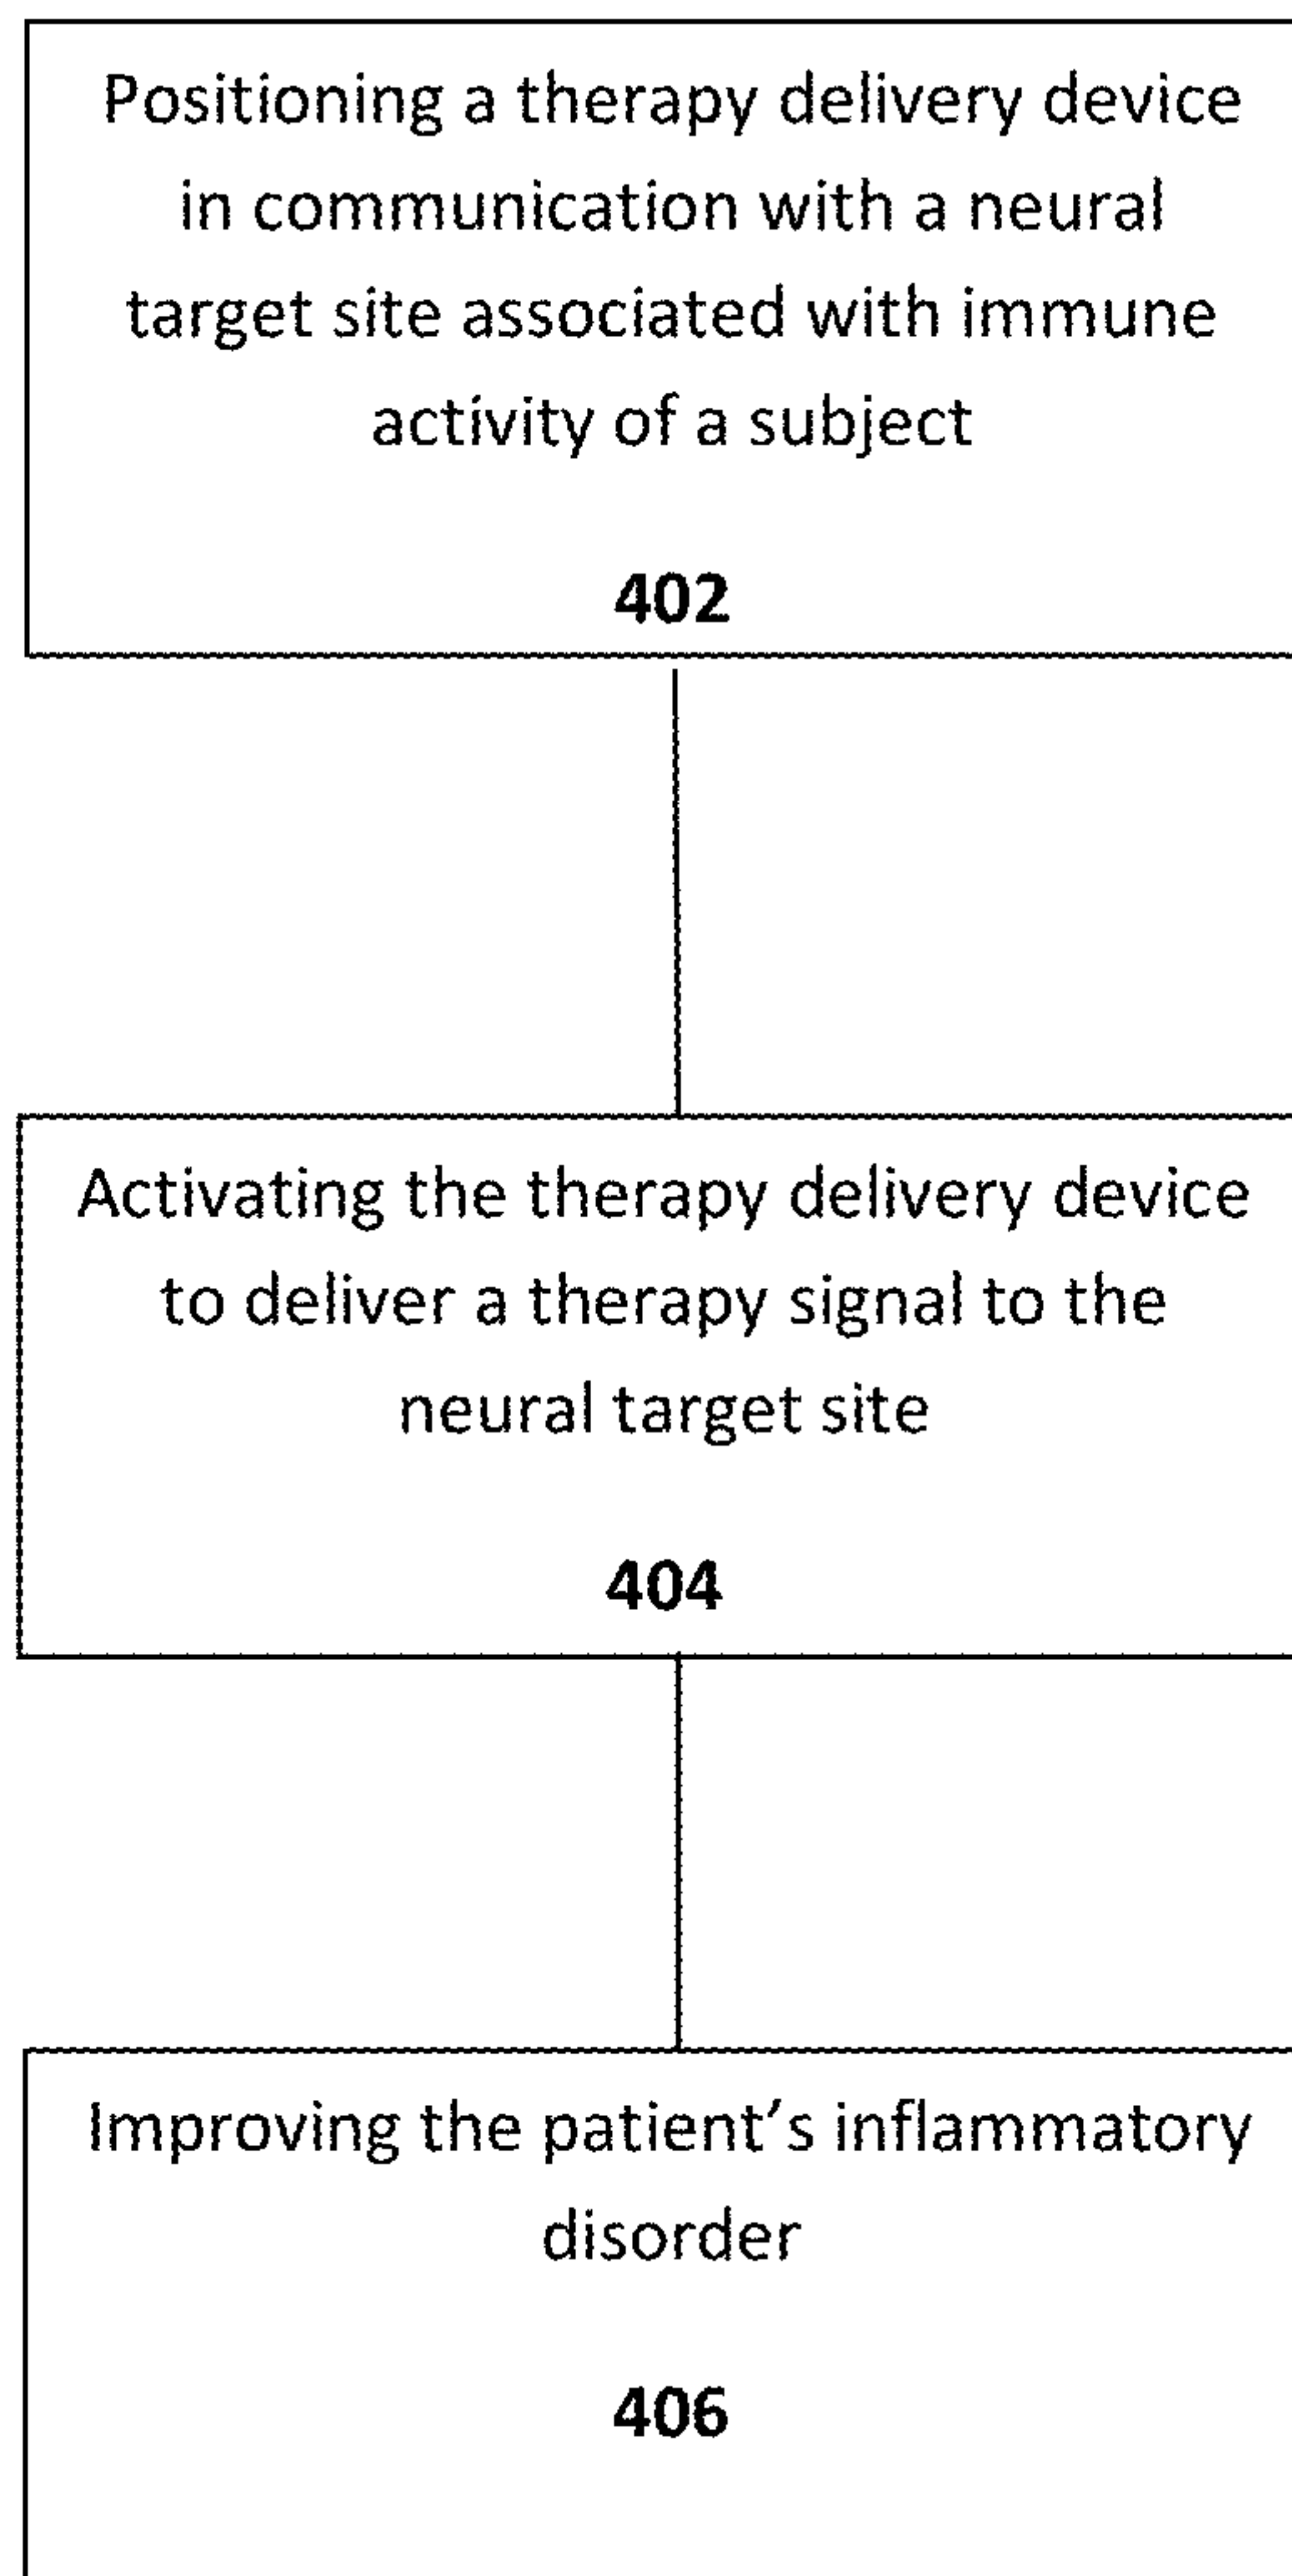 Positioning a therapy delivery device
in communication with a neural
target site associated with immune
activity of a subject
402
Activating the therapy delivery device
to deliver a therapy signal to the
neural target site
404
Improving the patient’s inflammatory
disorder
406